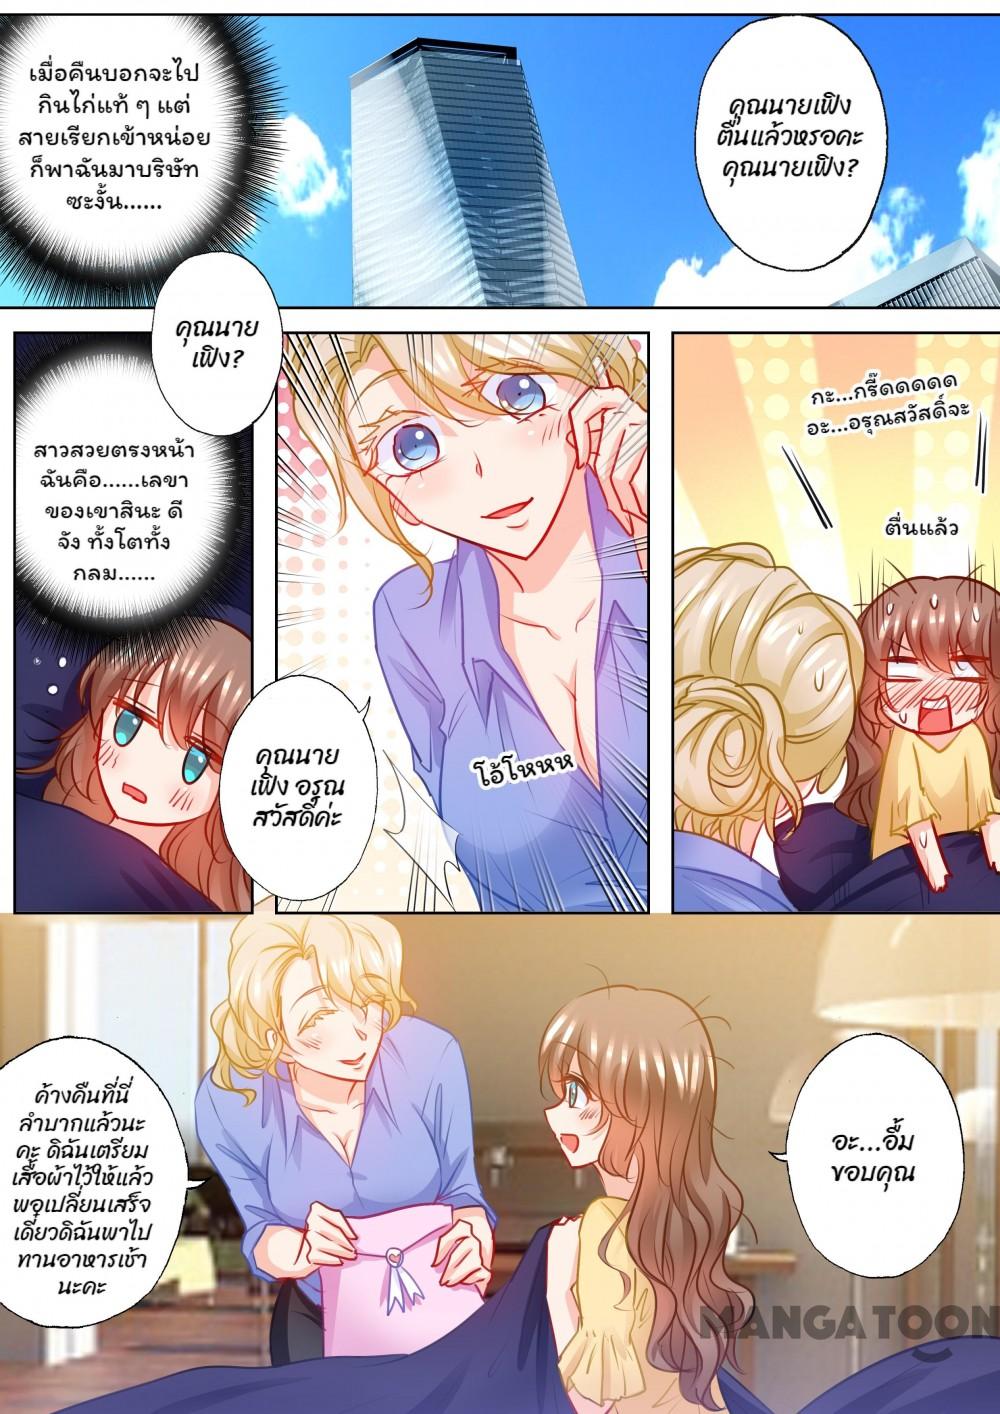 เมื่อคืนบอกจะไป
กินไก่แท้ ๆ แต่
สายเรียกเข้าหน่อย
ก็พาฉันมาบริษัท
ซะงั้น......
คุณนายเฟิง
ตื่นแล้วหรอคะ
คุณนายเฟิง?
คุณนาย
เฟิง?
สาวสวยตรงหน้า
ฉันคือ......เลขา
ของเขาสินะ ดี
จัง ทั้งโตทั้ง
กลม......
คุณนาย
เฟิง อรุณ
สวัสดีค่ะ
โอ้โหหห
กะ...กรี๊ดดดดด
อะ...อรุณสวัสดิ์จะ
ตื่นแล้ว
ค้างคืนที่นี่
ลำบากแล้วนะ
คะ ดิฉันเตรียม
เสื้อผ้าไว้ให้แล้ว
พอเปลี่ยนเสร็จ
เดี๋ยวดิฉันพาไป
ทานอาหารเช้า
นะคะ
อะ...อื้ม
ขอบคุณ
MANGATOON